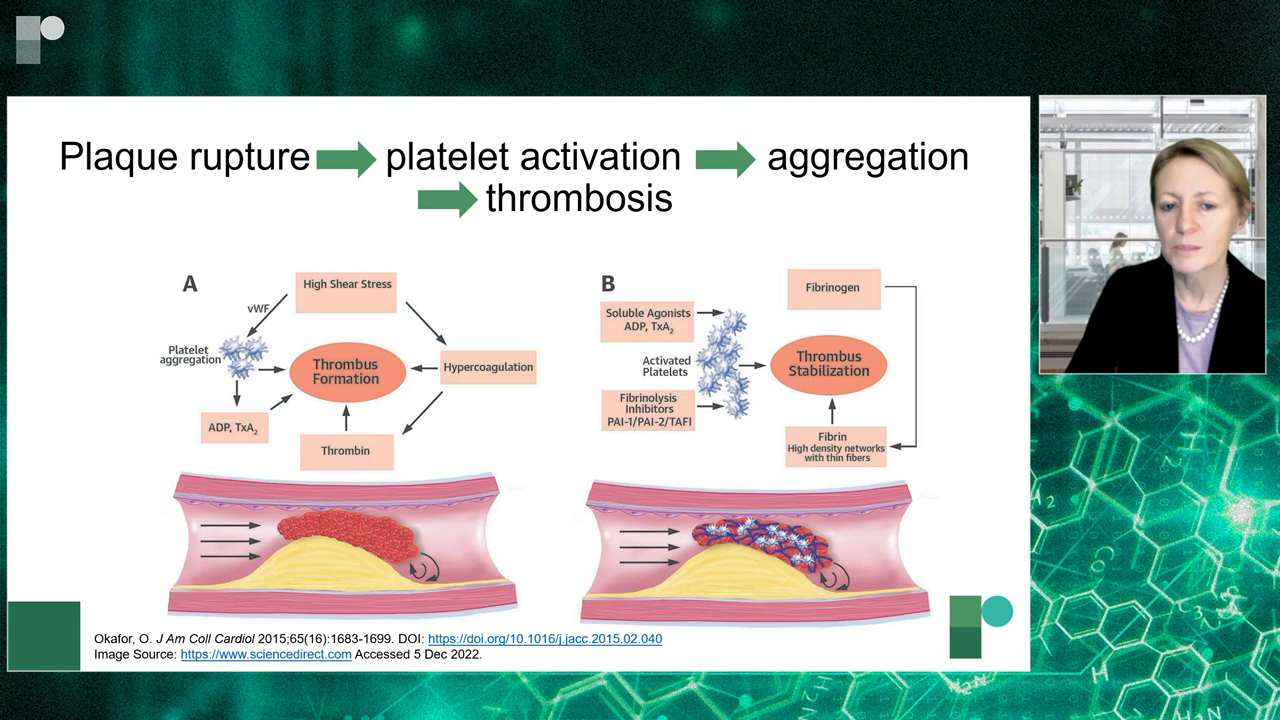 Plaque rupture platelet activation aggregation
thrombosis
A
High Shear Stress
vWF
Platelet
aggregation
Thrombus
Formation
Hypercoagulation
ADP, TxA2
Thrombin
B
Fibrinogen
Soluble Agonists
ADP, TxA2
Activated
Platelets
Thrombus
Stabilization
Fibrinolysis
Inhibitors
PAI-1/PAI-2/TAFI
Fibrin
High density networks
with thin fibers
Okafor, O. J Am Coll Cardiol 2015;65(16):1683-1699. DOI: https://doi.org/10.1016/j.jacc.2015.02.040
Image Source: https://www.sciencedirect.com Accessed 5 Dec 2022.